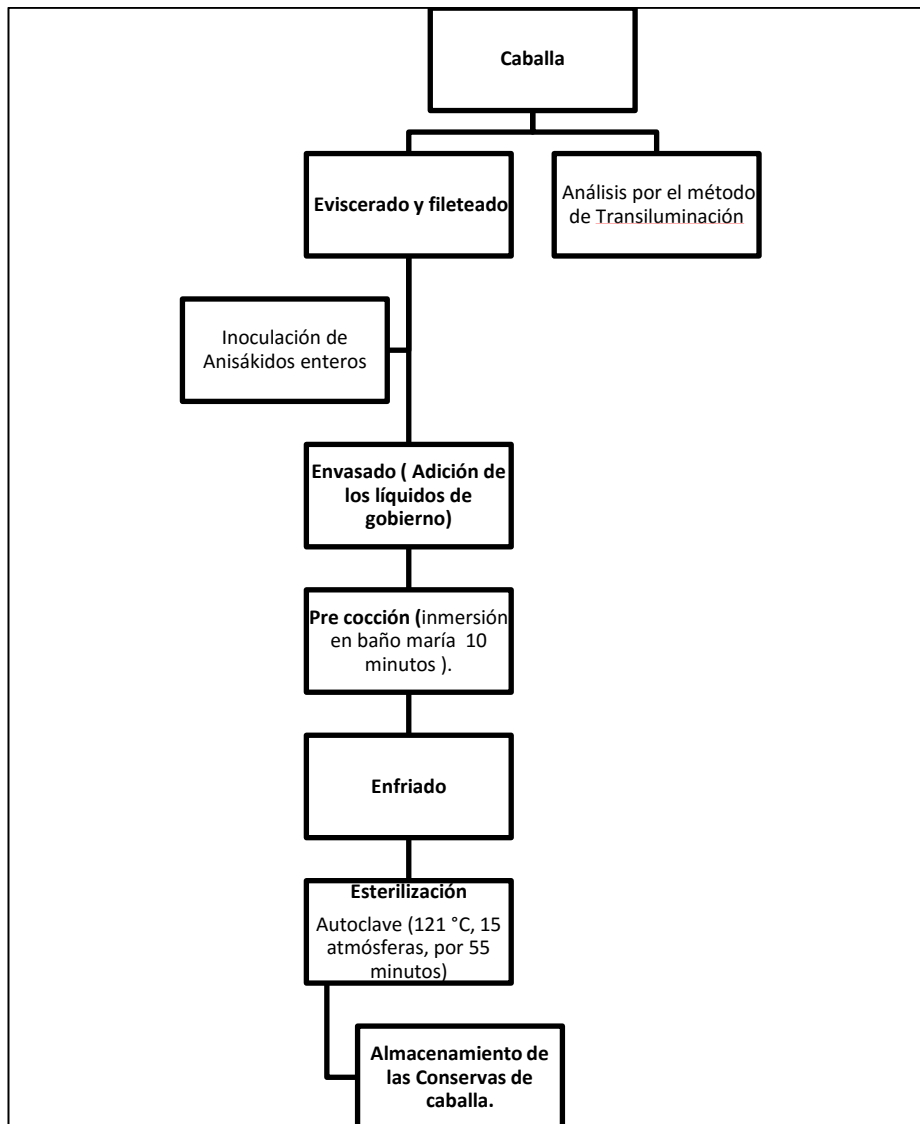 Caballa
Eviscerado y fileteado
Análisis por el método
de Transiluminación
Inoculación de
Anisákidos enteros
Envasado ( Adición de
los líquidos de
gobierno)
Pre cocción (inmersión
en baño maría 10
minutos ).
Enfriado
Esterilización
Autoclave (121 °C, 15
atmósferas, por 55
minutos)
Almacenamiento de
las Conservas de
caballa.